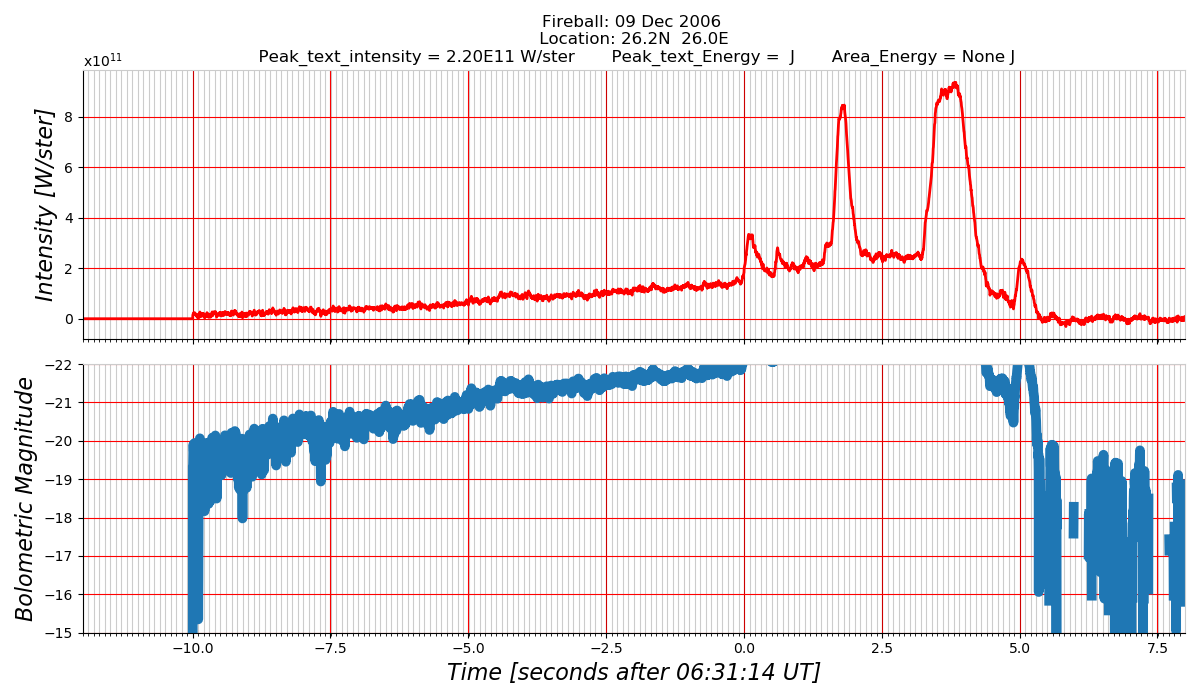 Fireball: 09 Dec 2006
Location: 26.2N  26.0E
Peak_text_intensity = 2.20E11 W/ster       Peak_text_Energy =  J       Area_Energy = None J
x10¹¹
Intensity [W/ster]
8
6
4
2
0
Bolometric Magnitude
−22
−21
−20
−19
−18
−17
−16
−15
−10.0 −7.5 −5.0 −2.5 0.0 2.5 5.0 7.5
Time [seconds after 06:31:14 UT]